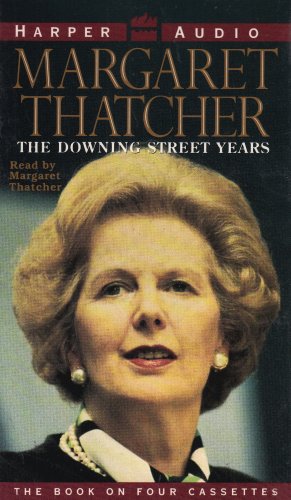 HARPER AUDIO
MARGARET
THATCHER
THE DOWNING STREET YEARS
Read by
Margaret
Thatcher
THE BOOK ON FOUR CASSETTES